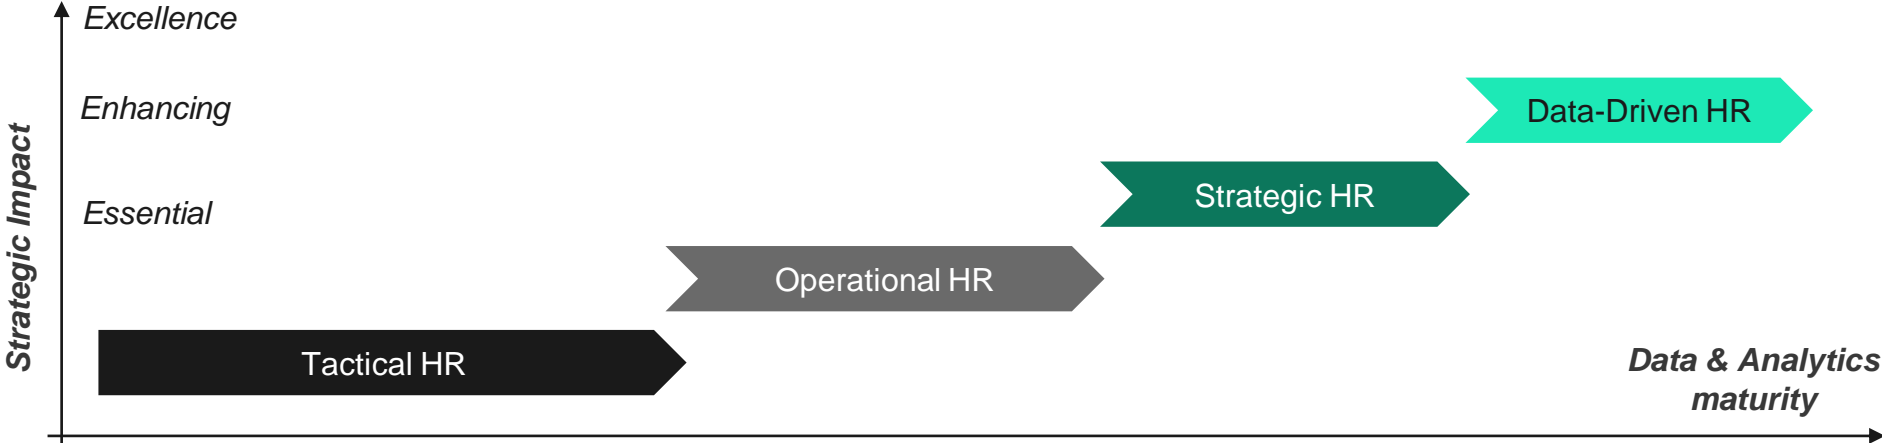 Excellence
Enhancing
Data-Driven HR
Strategic HR
Essential
Operational HR
Tactical HR
Strategic Impact
Data & Analytics
maturity